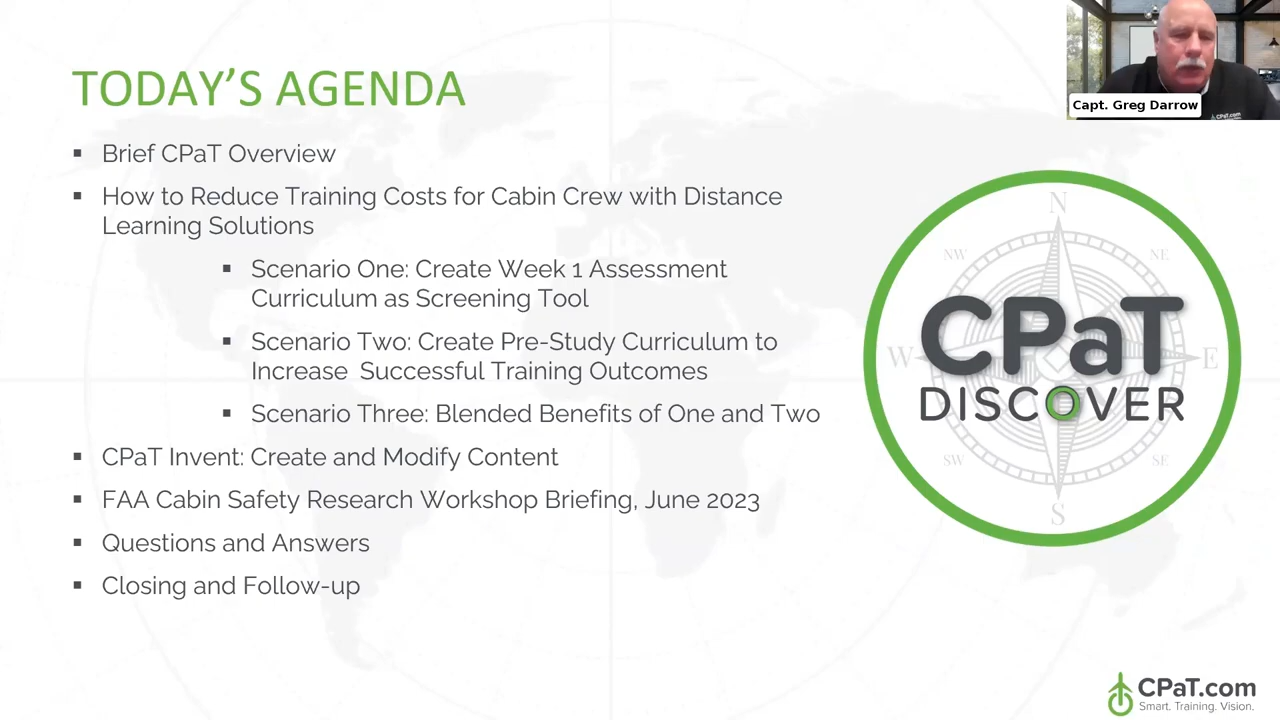 TODAY'S AGENDA
Capt. Greg Darrow
▪ Brief CPaT Overview
▪ How to Reduce Training Costs for Cabin Crew with Distance
Learning Solutions
▪ Scenario One: Create Week 1 Assessment
Curriculum as Screening Tool
▪ Scenario Two: Create Pre-Study Curriculum to
Increase  Successful Training Outcomes
▪ Scenario Three: Blended Benefits of One and Two
▪ CPaT Invent: Create and Modify Content
▪ FAA Cabin Safety Research Workshop Briefing, June 2023
▪ Questions and Answers
▪ Closing and Follow-up
N
NW
NE
CPaT
W
E
DISCOVER
SW
SE
S
CPaT.com
Smart. Training. Vision.